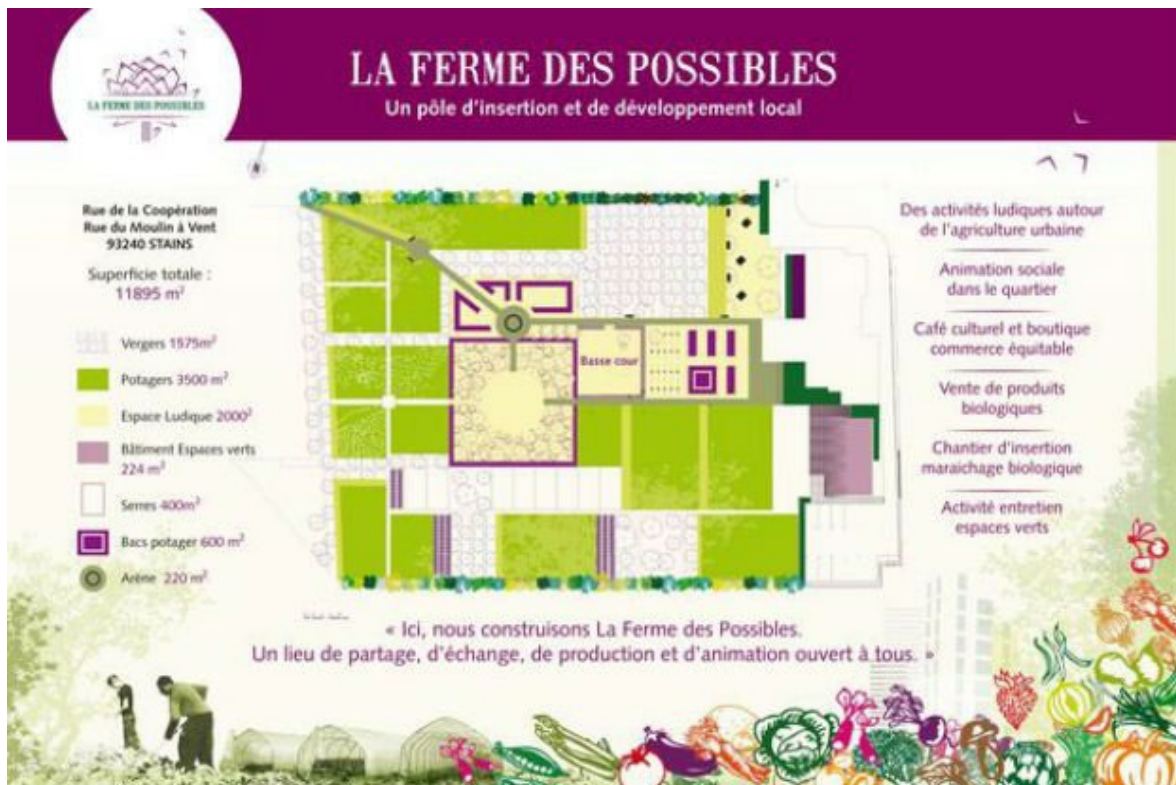 LA FERME DES POSSIBLES
LA FERME DES POSSIBLES
Un pôle d'insertion et de développement local
Rue de la Coopération
Rue du Moulin à Vent
93240 STAINS
Superficie totale :
11895 m²
Vergers 1575m²
Potagers 3500 m²
Espace Ludique 2000²
Bâtiment Espaces verts
224 m²
Serres 400m²
Bacs potager 600 m²
Arène 220 m²
Basse cour
Des activités ludiques autour
de l'agriculture urbaine
Animation sociale
dans le quartier
Café culturel et boutique
commerce équitable
Vente de produits
biologiques
Chantier d'insertion
maraichage biologique
Activité entretien
espaces verts
« Ici, nous construisons La Ferme des Possibles.
Un lieu de partage, d'échange, de production et d'animation ouvert à tous. »